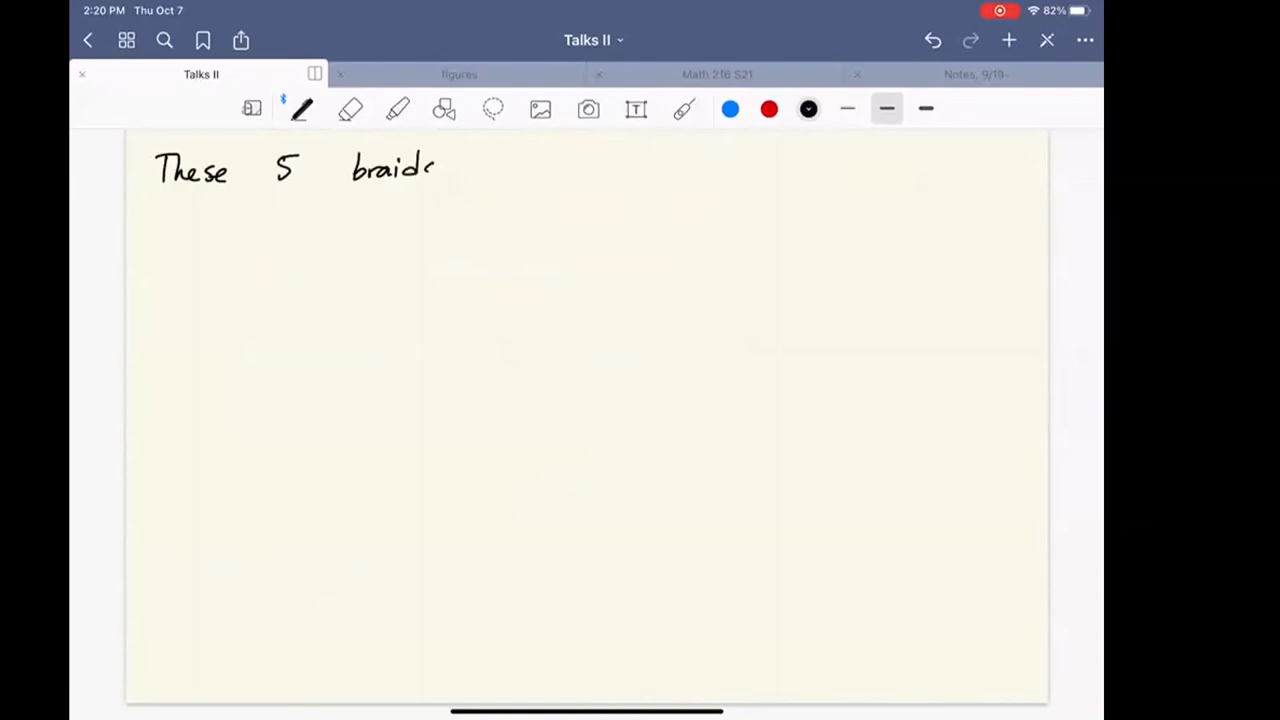 2:20 PM Thu Oct 7
82%
Talks II
Talks II
figures
Math 216 S21
Notes, 9/19-
T
These 5 braids